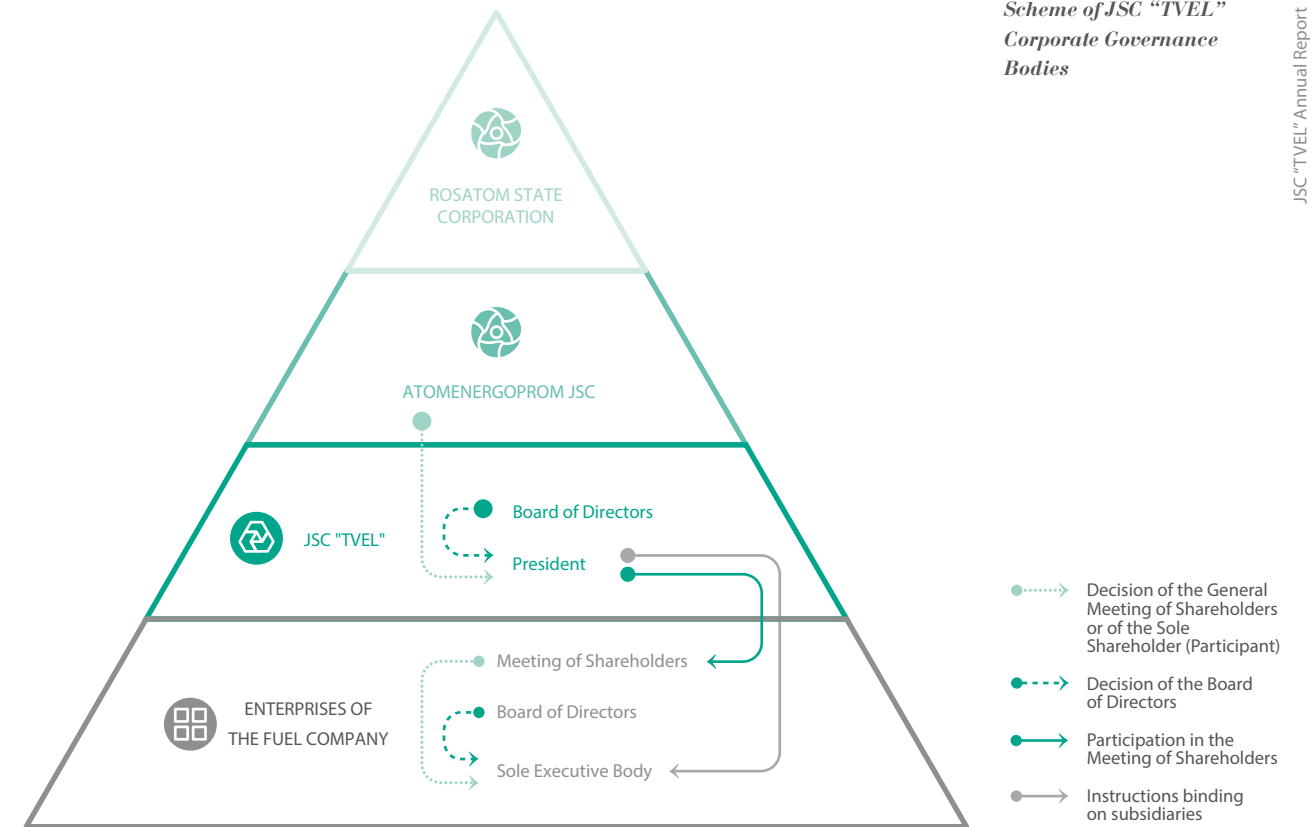 Scheme of JSC “TVEL”
Corporate Governance
Bodies
JSC “TVEL” Annual Report
ROSATOM STATE
CORPORATION
ATOMENERGOPROM JSC
JSC "TVEL"
Board of Directors
President
ENTERPRISES OF
THE FUEL COMPANY
Meeting of Shareholders
Board of Directors
Sole Executive Body
Decision of the General
Meeting of Shareholders
or of the Sole
Shareholder (Participant)
Decision of the Board
of Directors
Participation in the
Meeting of Shareholders
Instructions binding
on subsidiaries